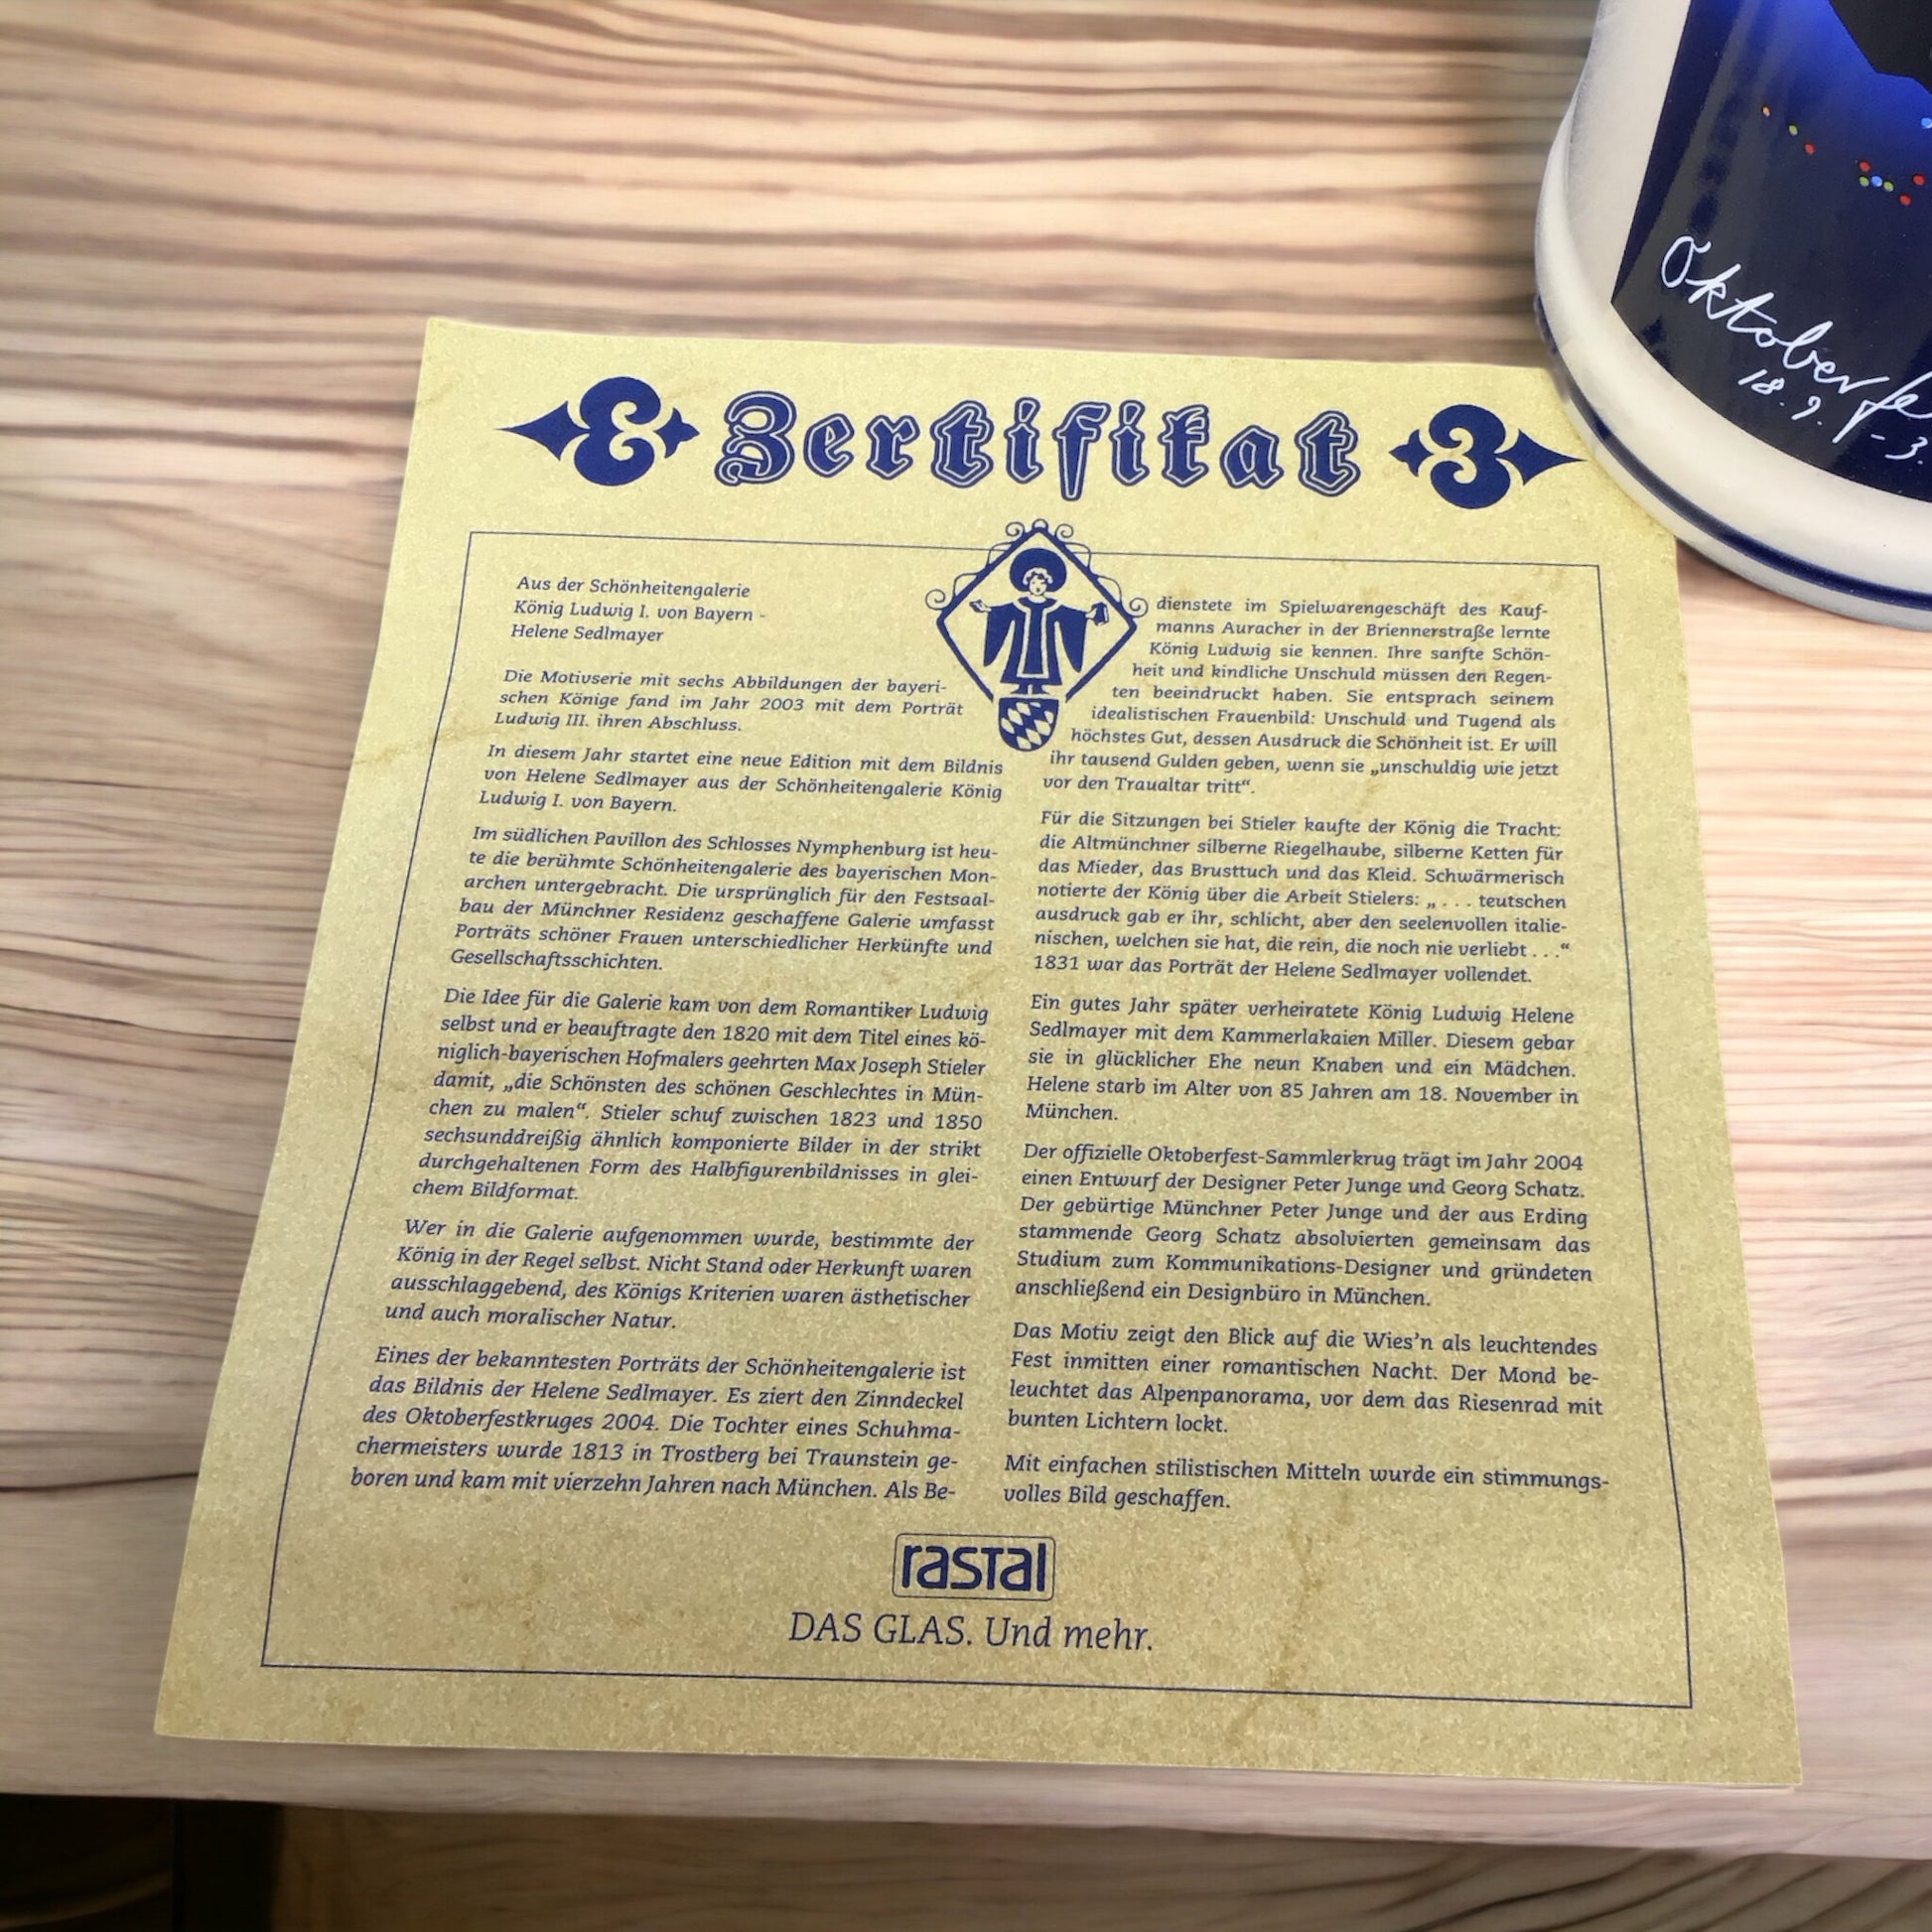 Zertifikat
Aus der Schönheitengalerie
König Ludwig I. von Bayern -
Helene Sedlmayer
Die Motivserie mit sechs Abbildungen der bayeri-
schen Könige fand im Jahr 2003 mit dem Porträt
Ludwig III. ihren Abschluss.
In diesem Jahr startet eine neue Edition mit dem Bildnis
von Helene Sedlmayer aus der Schönheitengalerie König
Ludwig I. von Bayern.
Im südlichen Pavillon des Schlosses Nymphenburg ist heu-
te die berühmte Schönheitengalerie des bayerischen Mon-
archen untergebracht. Die ursprünglich für den Festsaal-
bau der Münchner Residenz geschaffene Galerie umfasst
Porträts schöner Frauen unterschiedlicher Herkünfte und
Gesellschaftsschichten.
Die Idee für die Galerie kam von dem Romantiker Ludwig
selbst und er beauftragte den 1820 mit dem Titel eines kö-
niglich-bayerischen Hofmalers geehrten Max Joseph Stieler
damit, „die Schönsten des schönen Geschlechtes in Mün-
chen zu malen“. Stieler schuf zwischen 1823 und 1850
sechsunddreißig ähnlich komponierte Bilder in der strikt
durchgehaltenen Form des Halbfigurenbildnisses in glei-
chem Bildformat.
Wer in die Galerie aufgenommen wurde, bestimmte der
König in der Regel selbst. Nicht Stand oder Herkunft waren
ausschlaggebend, des Königs Kriterien waren ästhetischer
und auch moralischer Natur.
Eines der bekanntesten Porträts der Schönheitengalerie ist
das Bildnis der Helene Sedlmayer. Es ziert den Zinndeckel
des Oktoberfestkruges 2004. Die Tochter eines Schuhma-
chermeisters wurde 1813 in Trostberg bei Traunstein ge-
boren und kam mit vierzehn Jahren nach München. Als Be-
dienstete im Spielwarengeschäft des Kauf-
manns Auracher in der Briennerstraße lernte
König Ludwig sie kennen. Ihre sanfte Schön-
heit und kindliche Unschuld müssen den Regen-
ten beeindruckt haben. Sie entsprach seinem
idealistischen Frauenbild: Unschuld und Tugend als
höchstes Gut, dessen Ausdruck die Schönheit ist. Er will
ihr tausend Gulden geben, wenn sie „unschuldig wie jetzt
vor den Traualtar tritt“.
Für die Sitzungen bei Stieler kaufte der König die Tracht:
die Altmünchner silberne Riegelhaube, silberne Ketten für
das Mieder, das Brusttuch und das Kleid. Schwärmerisch
notierte der König über die Arbeit Stielers: „ . . . teutschen
ausdruck gab er ihr, schlicht, aber den seelenvollen italie-
nischen, welchen sie hat, die rein, die noch nie verliebt . . .“
1831 war das Porträt der Helene Sedlmayer vollendet.
Ein gutes Jahr später verheiratete König Ludwig Helene
Sedlmayer mit dem Kammerlakaien Miller. Diesem gebar
sie in glücklicher Ehe neun Knaben und ein Mädchen.
Helene starb im Alter von 85 Jahren am 18. November in
München.
Der offizielle Oktoberfest-Sammlerkrug trägt im Jahr 2004
einen Entwurf der Designer Peter Junge und Georg Schatz.
Der gebürtige Münchner Peter Junge und der aus Erding
stammende Georg Schatz absolvierten gemeinsam das
Studium zum Kommunikations-Designer und gründeten
anschließend ein Designbüro in München.
Das Motiv zeigt den Blick auf die Wies’n als leuchtendes
Fest inmitten einer romantischen Nacht. Der Mond be-
leuchtet das Alpenpanorama, vor dem das Riesenrad mit
bunten Lichtern lockt.
Mit einfachen stilistischen Mitteln wurde ein stimmungs-
volles Bild geschaffen.
rastal
DAS GLAS. Und mehr.
Oktoberfe
18.9. - 3.